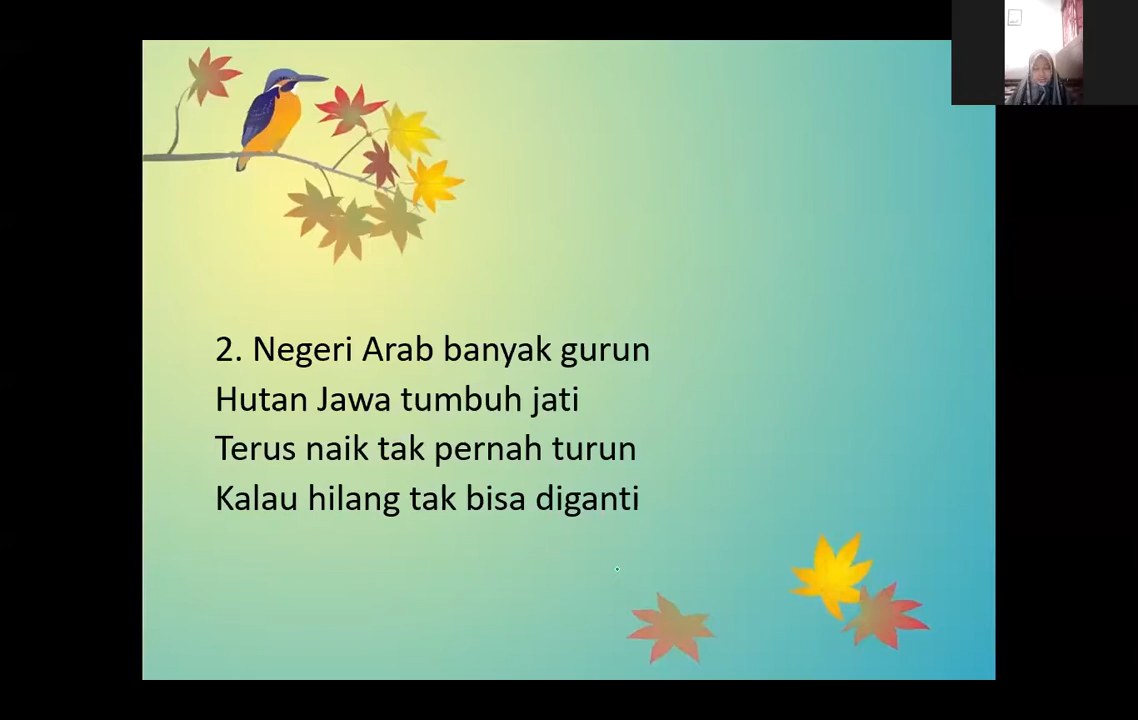 2. Negeri Arab banyak gurun
Hutan Jawa tumbuh jati
Terus naik tak pernah turun
Kalau hilang tak bisa diganti